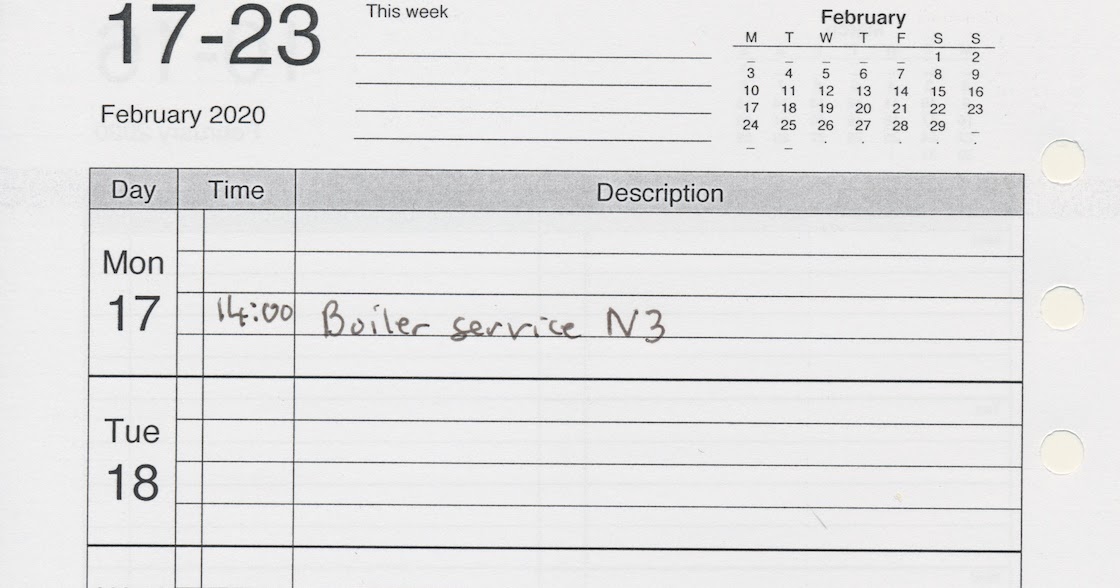 17-23
February 2020
This week
February
M T W T F S S
_ _ _ _ _ 1 2
3 4 5 6 7 8 9
10 11 12 13 14 15 16
17 18 19 20 21 22 23
24 25 26 27 28 29 _
Day Time Description
Mon
17
14:00 Boiler service N3
Tue
18